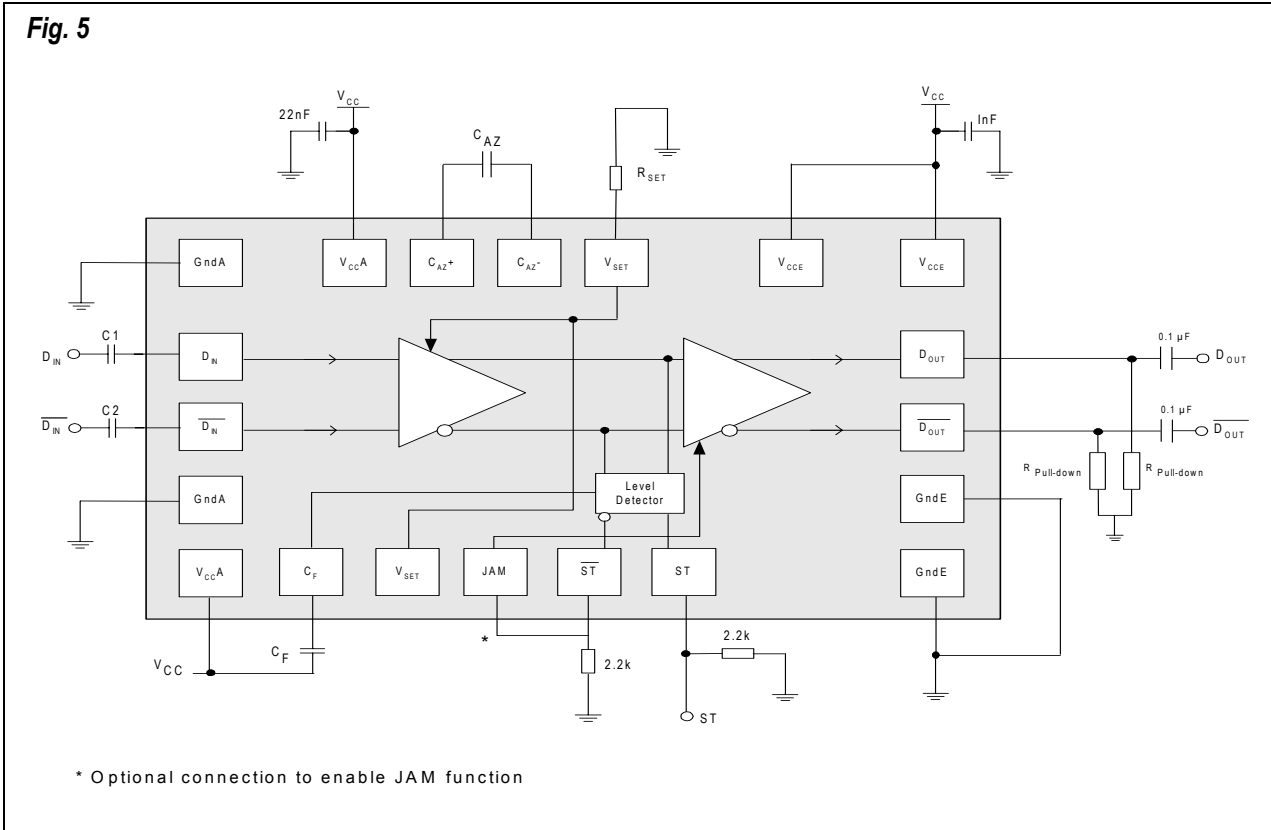 Fig. 5
VCC
22nF
CAZ
RSET
VCC
InF
GndA
VCCA
CAZ+
CAZ-
VSET
VCCE
VCCE
C1
DIN
DIN
DOUT
0.1 µF
DOUT
C2
DIN
DIN
DOUT
0.1 µF
DOUT
Level
Detector
R Pull-down
R Pull-down
GndA
GndE
VCCA
CF
VSET
JAM
ST
ST
GndE
*
2.2k
VCC
CF
2.2k
ST
* Optional connection to enable JAM function